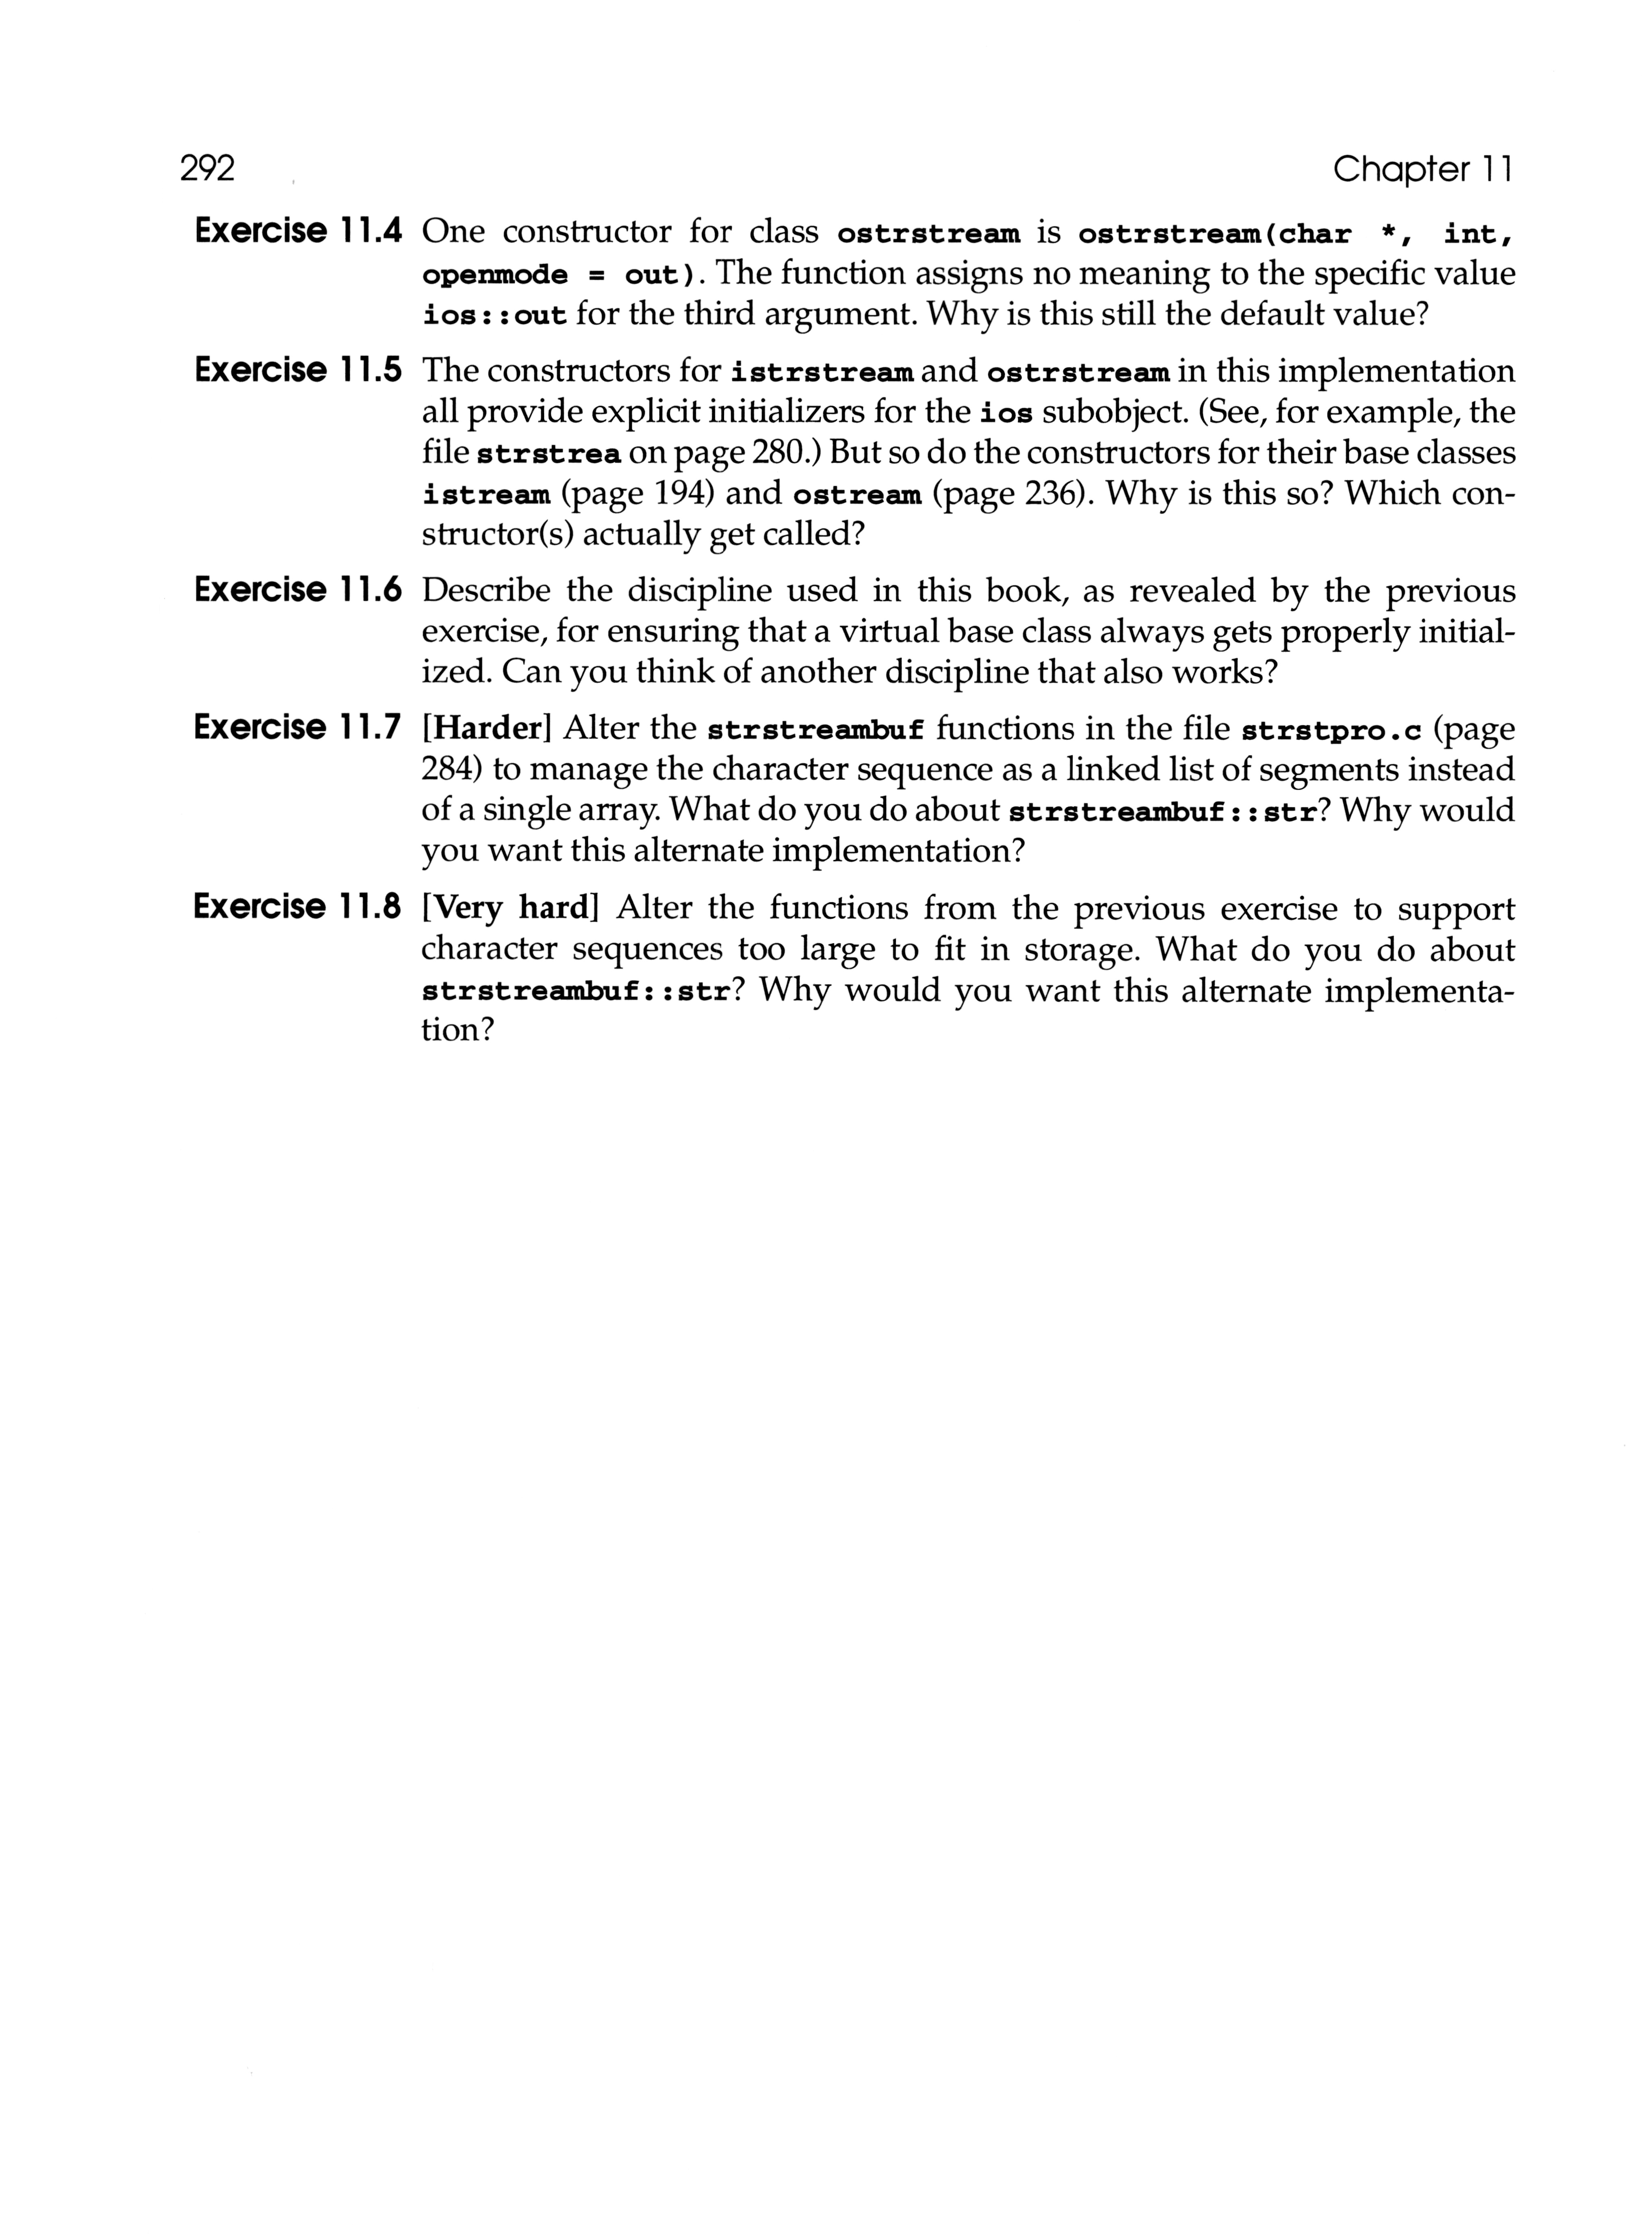 292 Chapter 11
Exercise 11.4 One constructor for class ostrstream is ostrstream(char *, int,
openmode = out). The function assigns no meaning to the specific value
ios::out for the third argument. Why is this still the default value?
Exercise 11.5 The constructors for istrstream and ostrstream in this implementation
all provide explicit initializers for the ios subobject. (See, for example, the
file strstrea on page 280.) But so do the constructors for their base classes
istream (page 194) and ostream (page 236). Why is this so? Which con-
structor(s) actually get called?
Exercise 11.6 Describe the discipline used in this book, as revealed by the previous
exercise, for ensuring that a virtual base class always gets properly initial-
ized. Can you think of another discipline that also works?
Exercise 11.7 [Harder] Alter the strstreambuf functions in the file strstpro.c (page
284) to manage the character sequence as a linked list of segments instead
of a single array. What do you do about strstreambuf::str? Why would
you want this alternate implementation?
Exercise 11.8 [Very hard] Alter the functions from the previous exercise to support
character sequences too large to fit in storage. What do you do about
strstreambuf::str? Why would you want this alternate implementa-
tion?